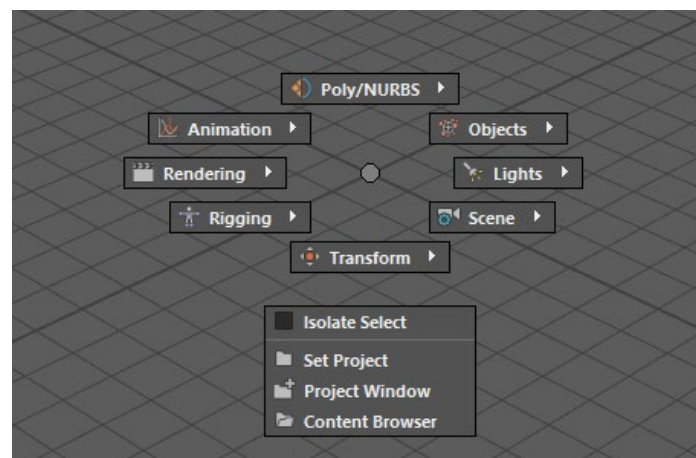 Poly/NURBS
Animation
Objects
Rendering
Lights
Rigging
Scene
Transform
Isolate Select
Set Project
Project Window
Content Browser